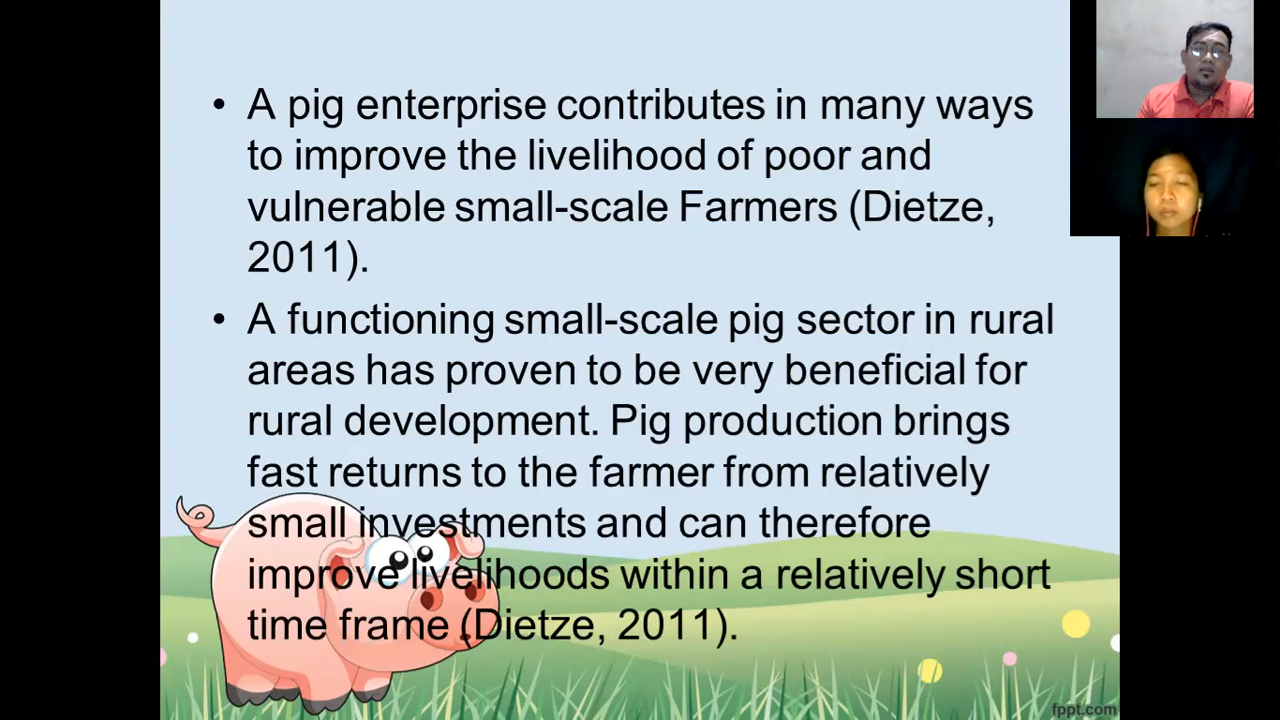 • A pig enterprise contributes in many ways
to improve the livelihood of poor and
vulnerable small-scale Farmers (Dietze,
2011).
• A functioning small-scale pig sector in rural
areas has proven to be very beneficial for
rural development. Pig production brings
fast returns to the farmer from relatively
small investments and can therefore
improve livelihoods within a relatively short
time frame (Dietze, 2011).
fppt.com